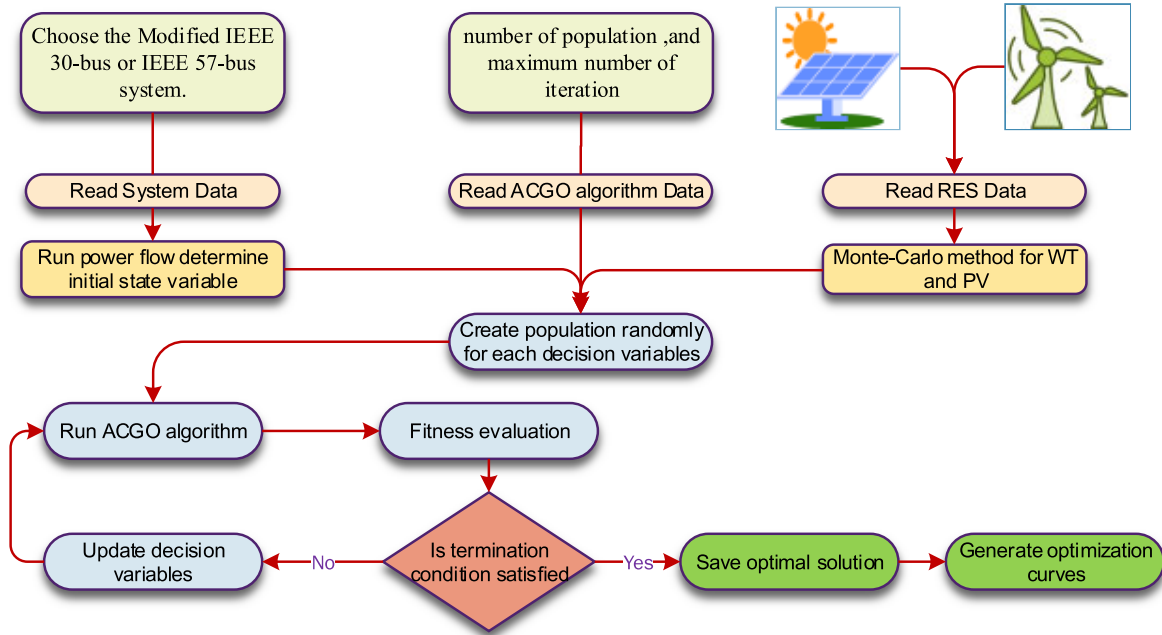 Choose the Modified IEEE
30-bus or IEEE 57-bus
system.
number of population ,and
maximum number of
iteration
Read System Data
Read ACGO algorithm Data
Read RES Data
Run power flow determine
initial state variable
Monte-Carlo method for WT
and PV
Create population randomly
for each decision variables
Run ACGO algorithm
Fitness evaluation
Update decision
variables
No
Is termination
condition satisfied
Yes
Save optimal solution
Generate optimization
curves